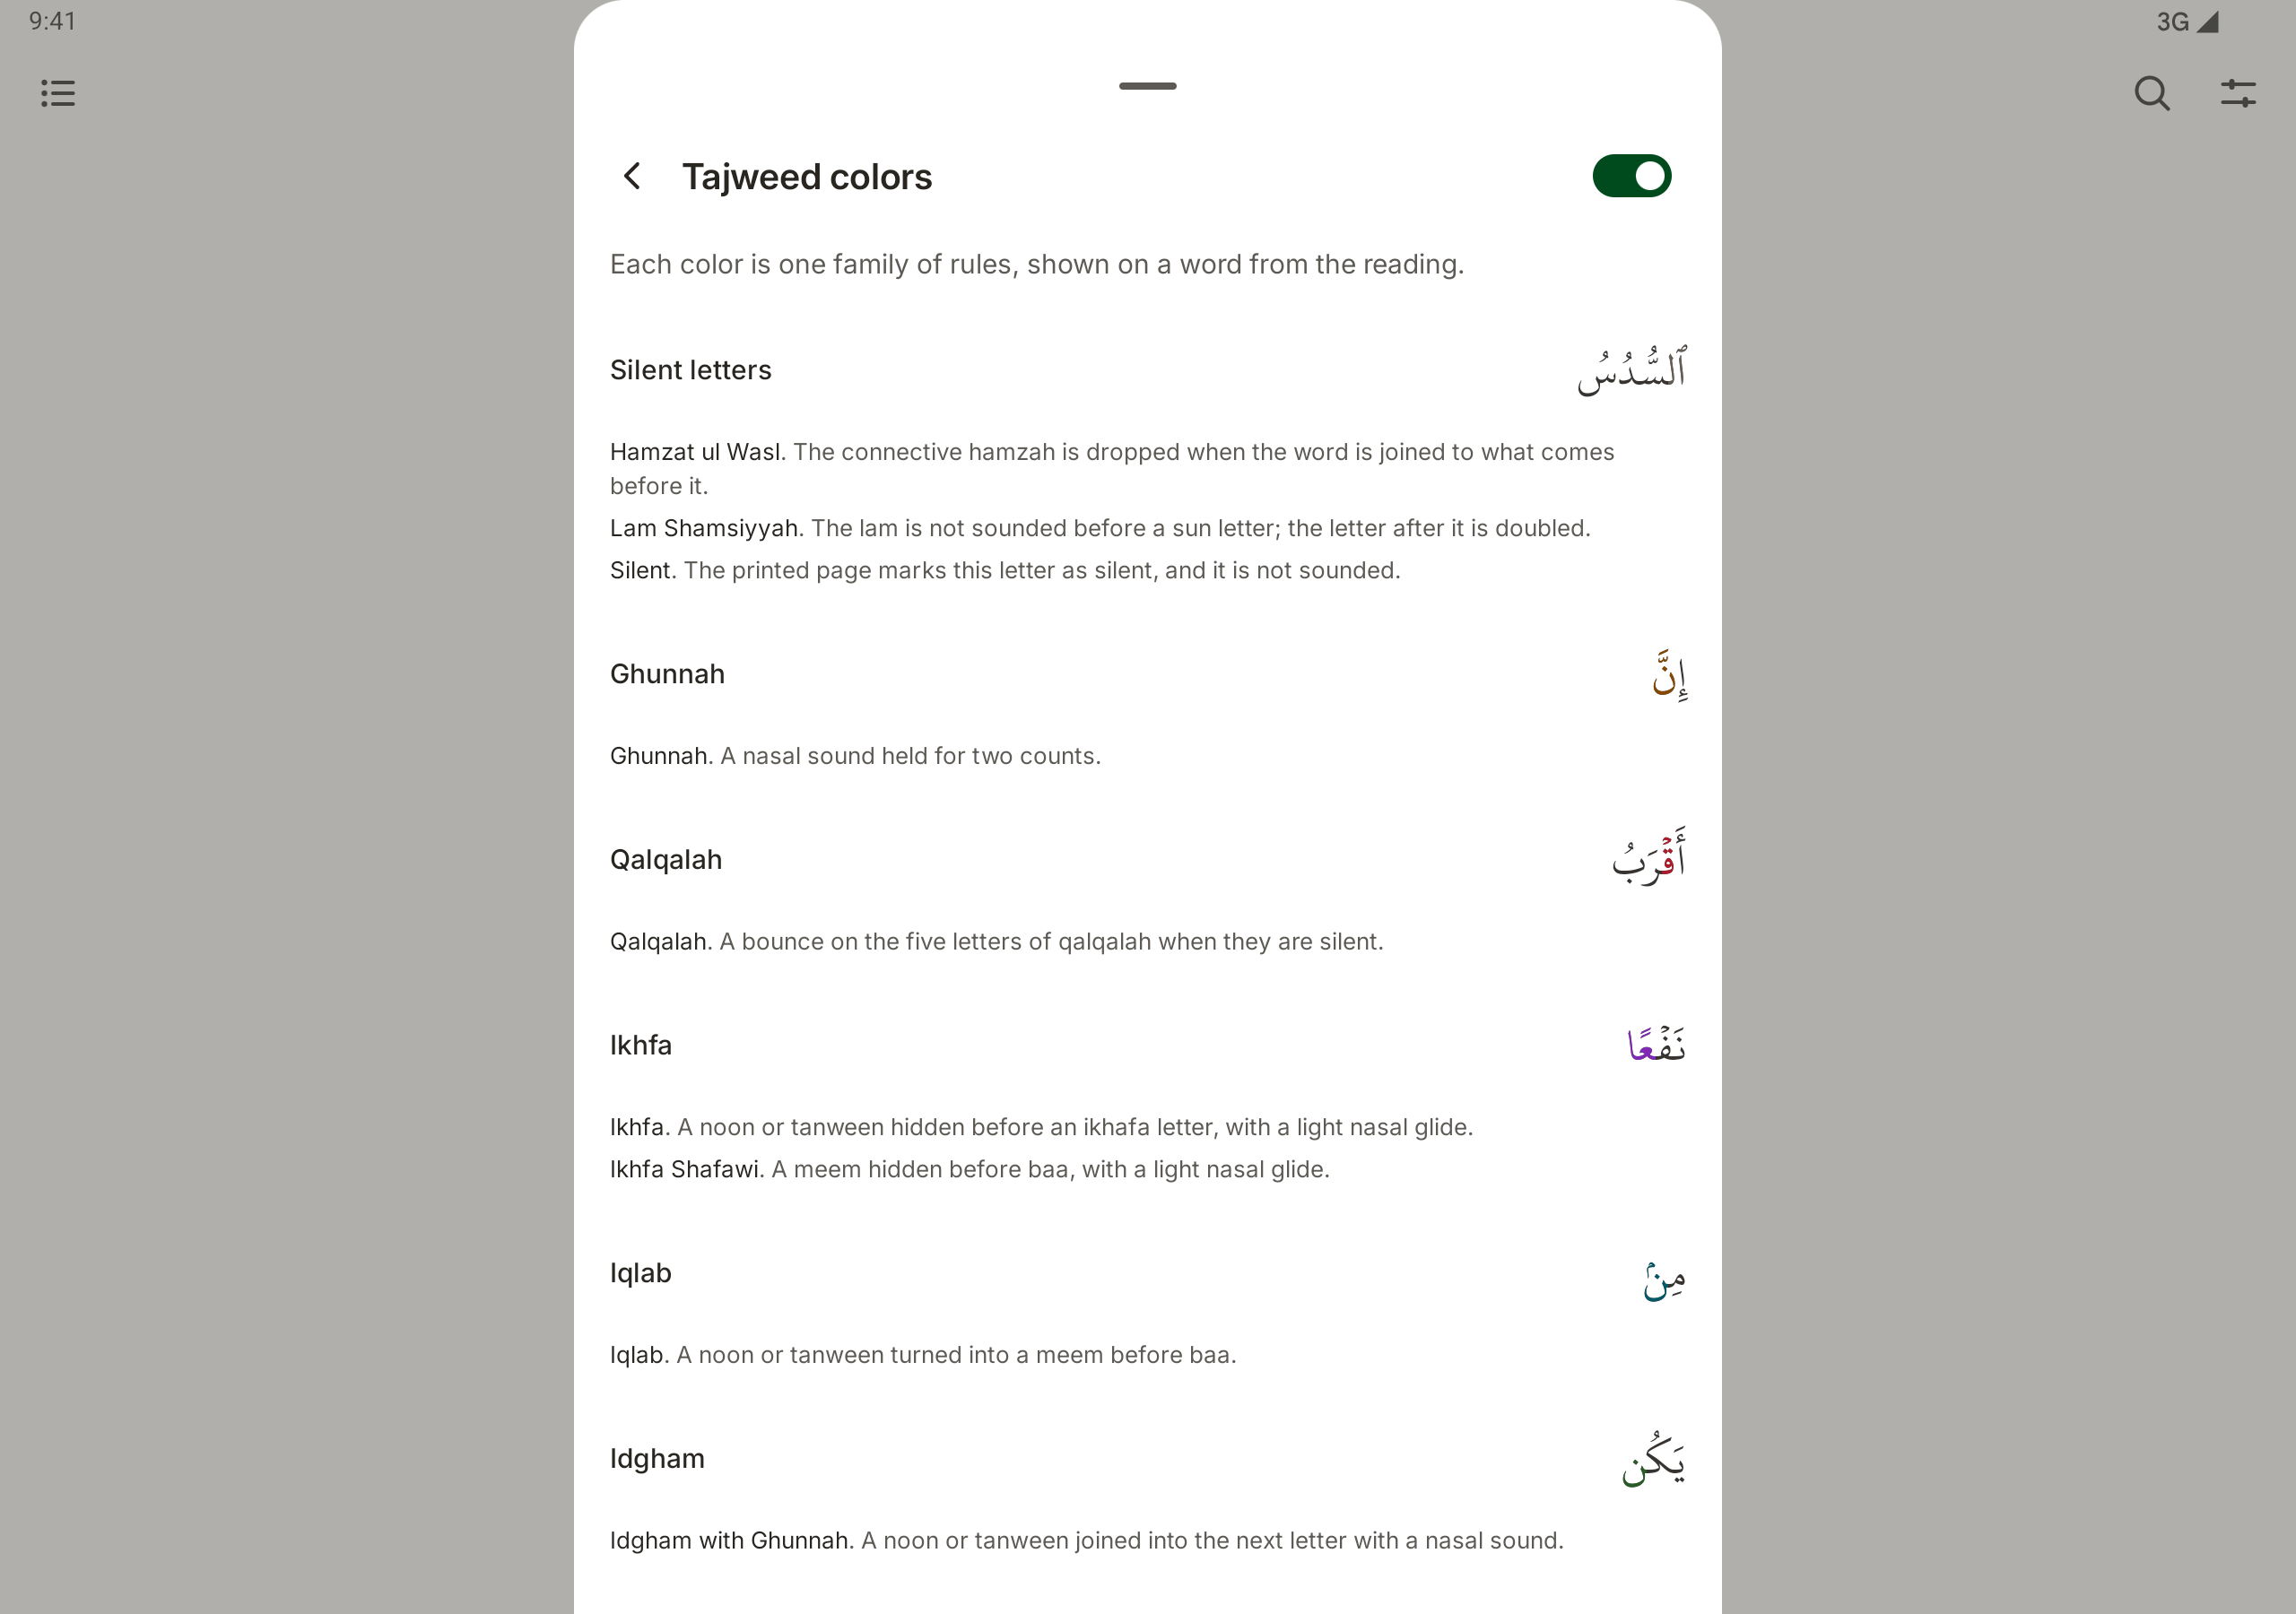 9:41
3G
Tajweed colors
Each color is one family of rules, shown on a word from the reading.
Silent letters
ٱلسُّدُسُ
Hamzat ul Wasl. The connective hamzah is dropped when the word is joined to what comes
before it.
Lam Shamsiyyah. The lam is not sounded before a sun letter; the letter after it is doubled.
Silent. The printed page marks this letter as silent, and it is not sounded.
Ghunnah
إِنَّ
Ghunnah. A nasal sound held for two counts.
Qalqalah
أَقۡرَبُ
Qalqalah. A bounce on the five letters of qalqalah when they are silent.
Ikhfa
نَفۡعًا
Ikhfa. A noon or tanween hidden before an ikhafa letter, with a light nasal glide.
Ikhfa Shafawi. A meem hidden before baa, with a light nasal glide.
Iqlab
مِنۢ
Iqlab. A noon or tanween turned into a meem before baa.
Idgham
يَكُن
Idgham with Ghunnah. A noon or tanween joined into the next letter with a nasal sound.